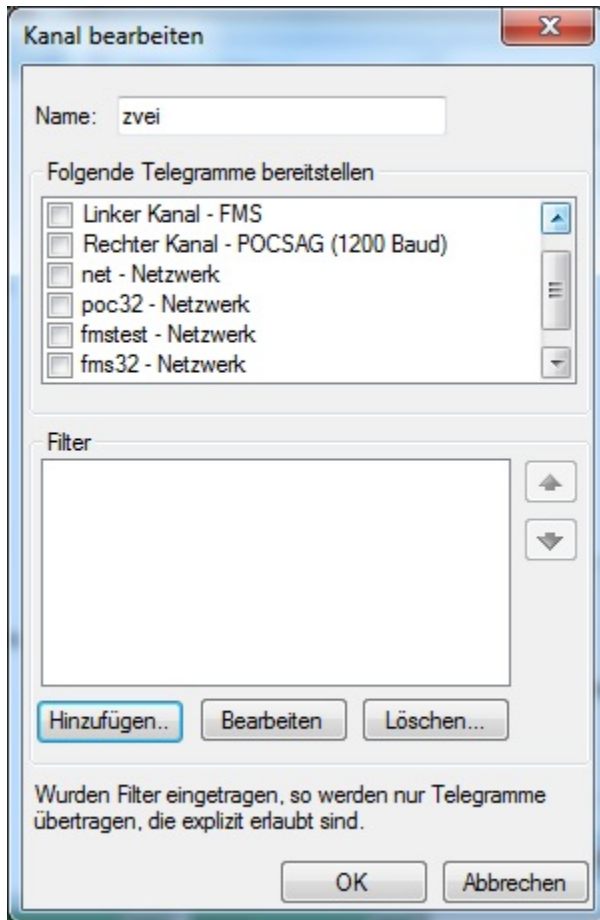 Kanal bearbeiten
Name: zvei
Folgende Telegramme bereitstellen
Linker Kanal - FMS
Rechter Kanal - POCSAG (1200 Baud)
net - Netzwerk
poc32 - Netzwerk
fmstest - Netzwerk
fms32 - Netzwerk
Filter
Hinzufügen.. Bearbeiten Löschen...
Wurden Filter eingetragen, so werden nur Telegramme
übertragen, die explizit erlaubt sind.
OK Abbrechen